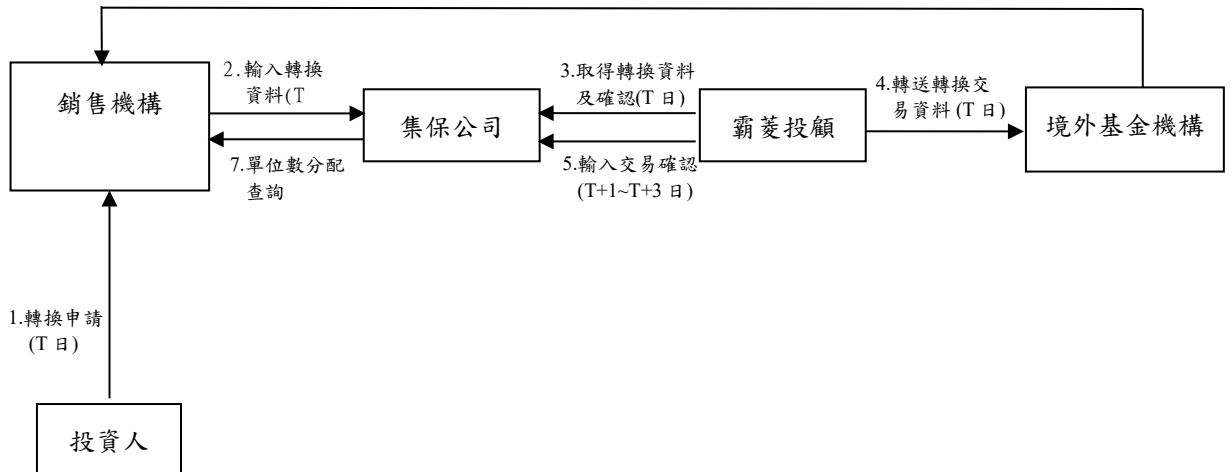 銷售機構
2.輸入轉換
資料(T
集保公司
7.單位數分配
查詢
3.取得轉換資料
及確認(T 日)
5.輸入交易確認
(T+1~T+3 日)
霸菱投顧
4.轉送轉換交
易資料 (T 日)
境外基金機構
1.轉換申請
(T 日)
投資人